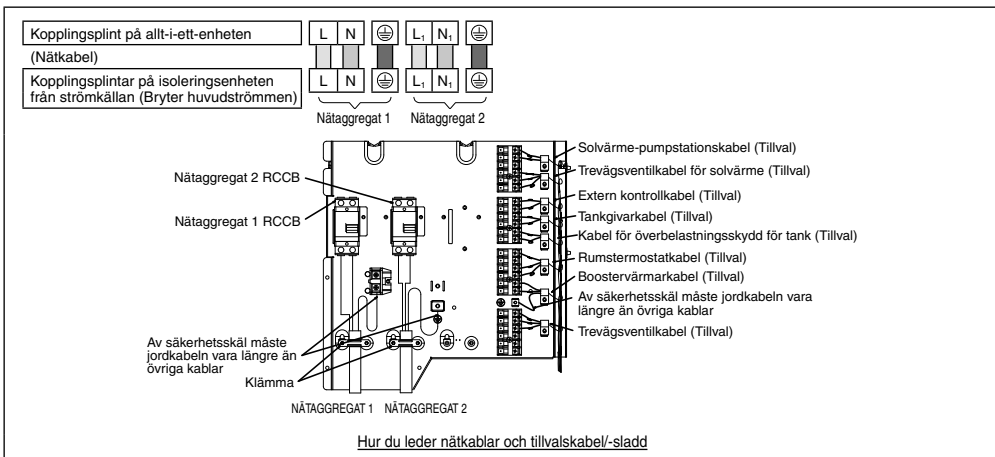 Kopplingsplint på allt-i-ett-enheten
L N L₁ N₁
(Nätkabel)
Kopplingsplintar på isoleringsenheten
från strömkällan (Bryter huvudströmmen)
L N L₁ N₁
Nätaggregat 1 Nätaggregat 2
Nätaggregat 2 RCCB
Nätaggregat 1 RCCB
Solvärme-pumpstationskabel (Tillval)
Trevägsventilkabel för solvärme (Tillval)
Extern kontrollkabel (Tillval)
Tankgivarkabel (Tillval)
Kabel för överbelastningsskydd för tank (Tillval)
Rumstermostatkabel (Tillval)
Boostervärmarkabel (Tillval)
Av säkerhetsskäl måste jordkabeln vara
längre än övriga kablar
Trevägsventilkabel (Tillval)
Av säkerhetsskäl måste
jordkabeln vara längre än
övriga kablar
Klämma
NÄTAGGREGAT 1 NÄTAGGREGAT 2
Hur du leder nätkablar och tillvalskabel/-sladd